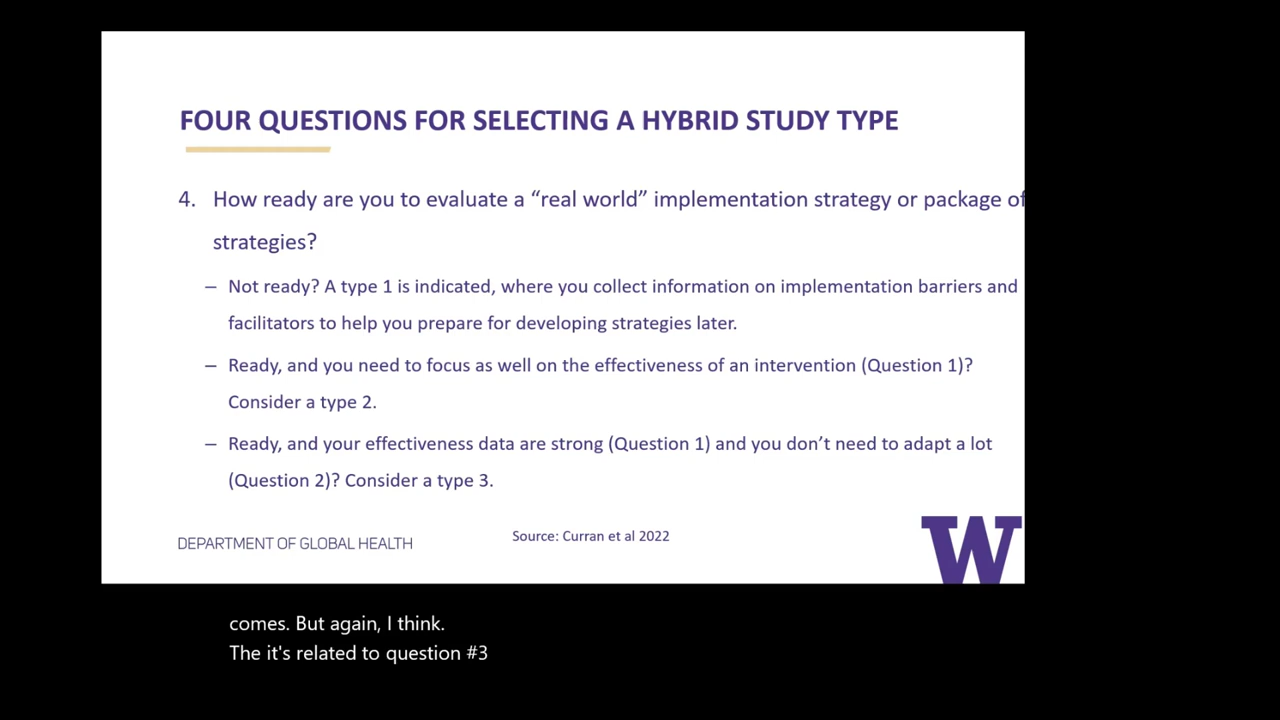 FOUR QUESTIONS FOR SELECTING A HYBRID STUDY TYPE
4. How ready are you to evaluate a “real world” implementation strategy or package of
strategies?
– Not ready? A type 1 is indicated, where you collect information on implementation barriers and
facilitators to help you prepare for developing strategies later.
– Ready, and you need to focus as well on the effectiveness of an intervention (Question 1)?
Consider a type 2.
– Ready, and your effectiveness data are strong (Question 1) and you don’t need to adapt a lot
(Question 2)? Consider a type 3.
Source: Curran et al 2022
DEPARTMENT OF GLOBAL HEALTH
W
comes. But again, I think.
The it's related to question #3